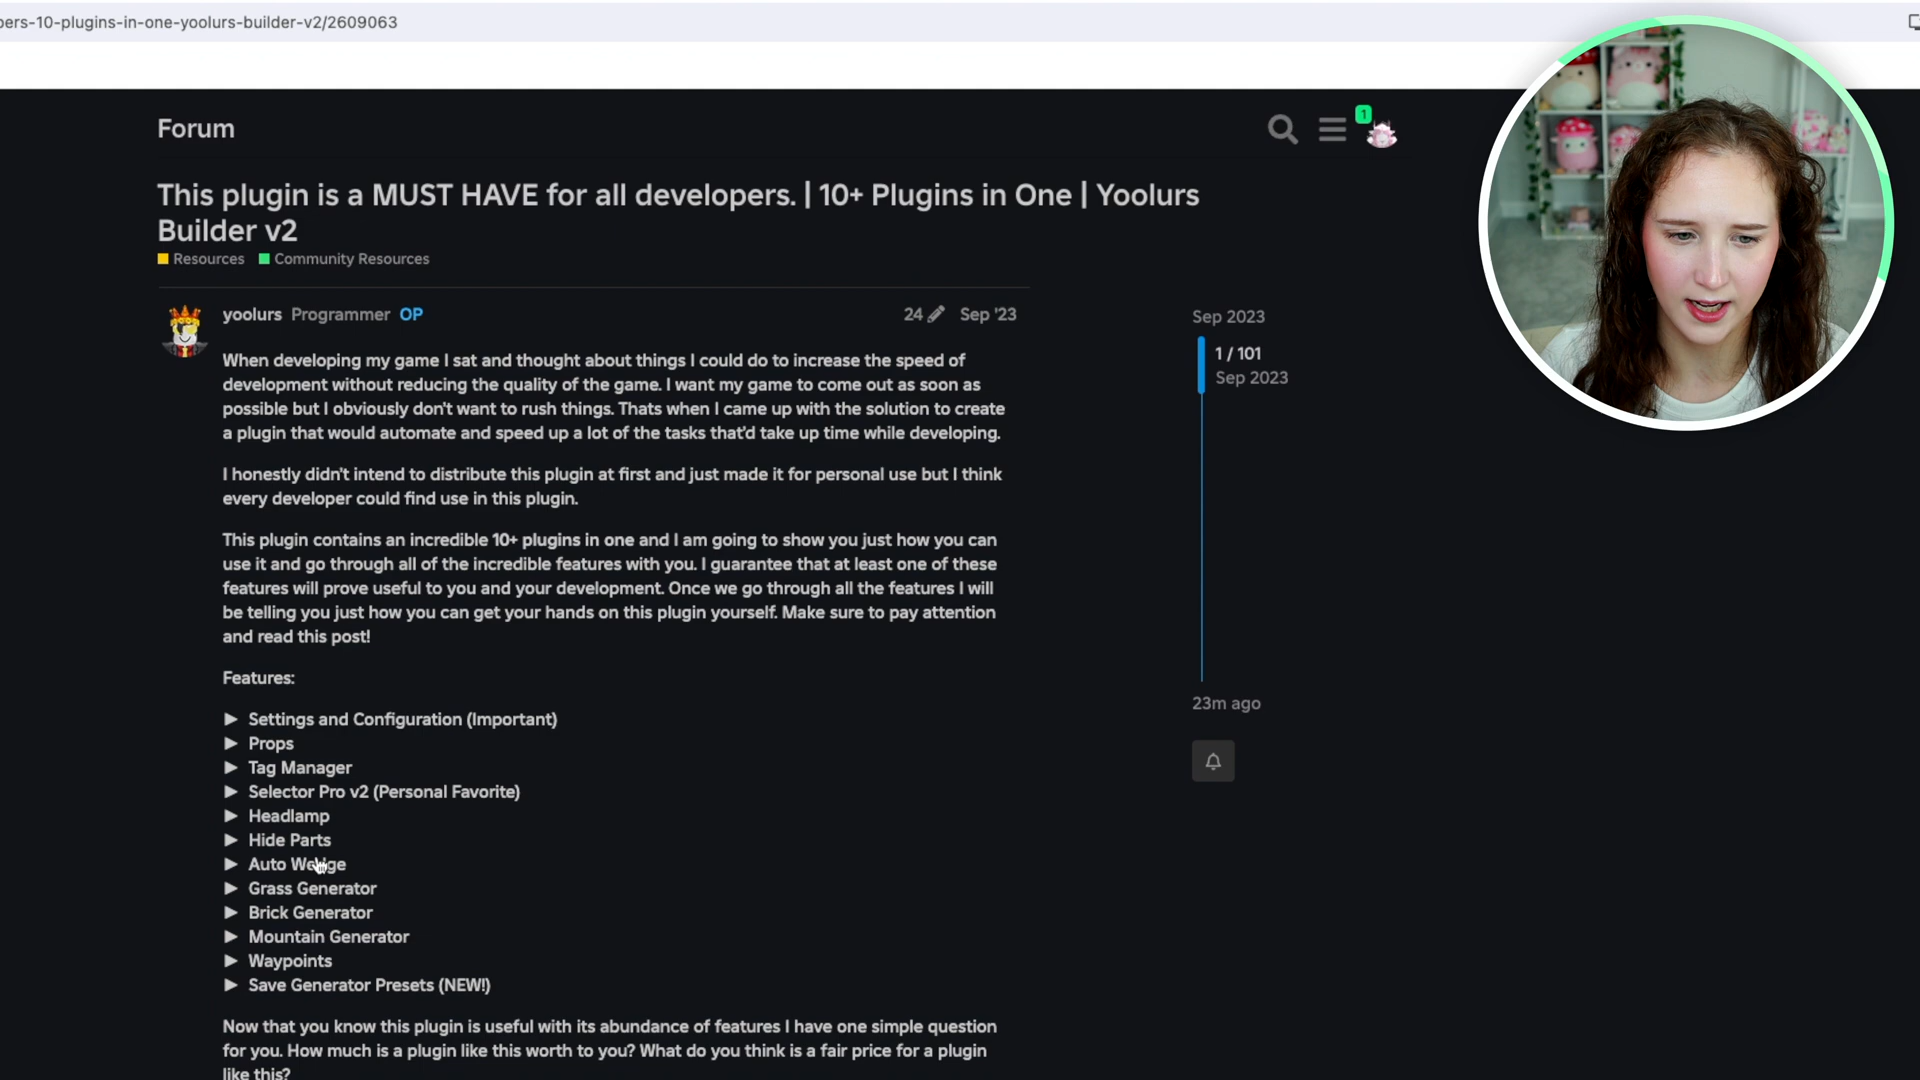 pers-10-plugins-in-one-yoolurs-builder-v2/2609063
Forum
1
This plugin is a MUST HAVE for all developers. | 10+ Plugins in One | Yoolurs
Builder v2
Resources Community Resources
yoolurs Programmer OP
24 Sep '23
When developing my game I sat and thought about things I could do to increase the speed of
development without reducing the quality of the game. I want my game to come out as soon as
possible but I obviously don't want to rush things. Thats when I came up with the solution to create
a plugin that would automate and speed up a lot of the tasks that'd take up time while developing.
I honestly didn't intend to distribute this plugin at first and just made it for personal use but I think
every developer could find use in this plugin.
This plugin contains an incredible 10+ plugins in one and I am going to show you just how you can
use it and go through all of the incredible features with you. I guarantee that at least one of these
features will prove useful to you and your development. Once we go through all the features I will
be telling you just how you can get your hands on this plugin yourself. Make sure to pay attention
and read this post!
Features:
Settings and Configuration (Important)
Props
Tag Manager
Selector Pro v2 (Personal Favorite)
Headlamp
Hide Parts
Auto Wedge
Grass Generator
Brick Generator
Mountain Generator
Waypoints
Save Generator Presets (NEW!)
Now that you know this plugin is useful with its abundance of features I have one simple question
for you. How much is a plugin like this worth to you? What do you think is a fair price for a plugin
like this?
Sep 2023
1 / 101
Sep 2023
23m ago